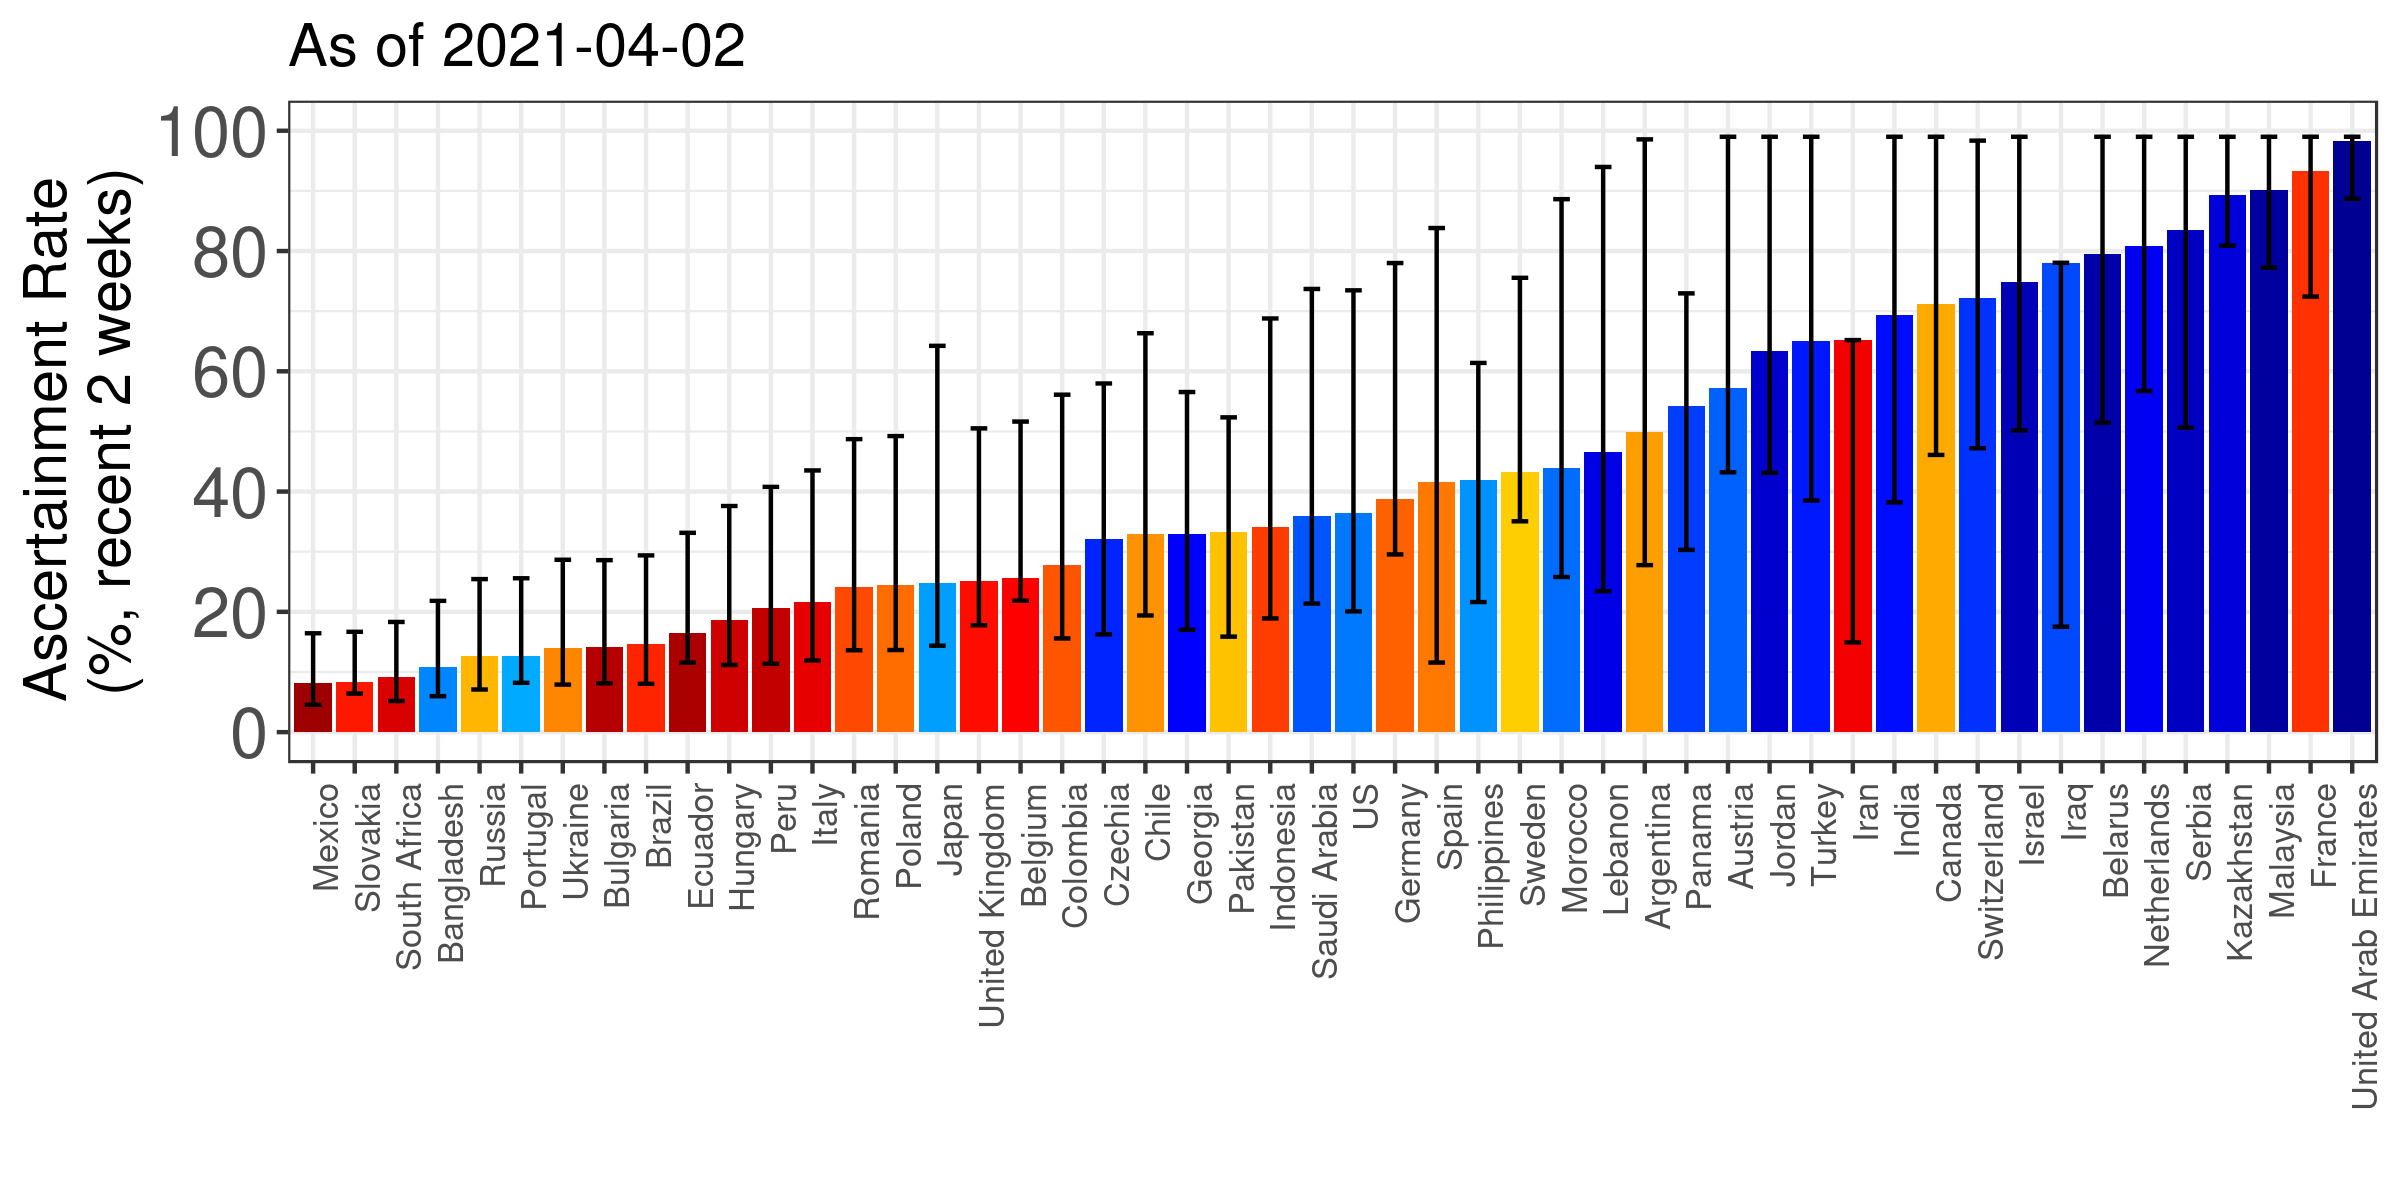 As of 2021-04-02
Ascertainment Rate
(%, recent 2 weeks)
100
80
60
40
20
0
Mexico
Slovakia
South Africa
Bangladesh
Russia
Portugal
Ukraine
Bulgaria
Brazil
Ecuador
Hungary
Peru
Italy
Romania
Poland
Japan
United Kingdom
Belgium
Colombia
Czechia
Chile
Georgia
Pakistan
Indonesia
Saudi Arabia
US
Germany
Spain
Philippines
Sweden
Morocco
Lebanon
Argentina
Panama
Austria
Jordan
Turkey
Iran
India
Canada
Switzerland
Israel
Iraq
Belarus
Netherlands
Serbia
Kazakhstan
Malaysia
France
United Arab Emirates